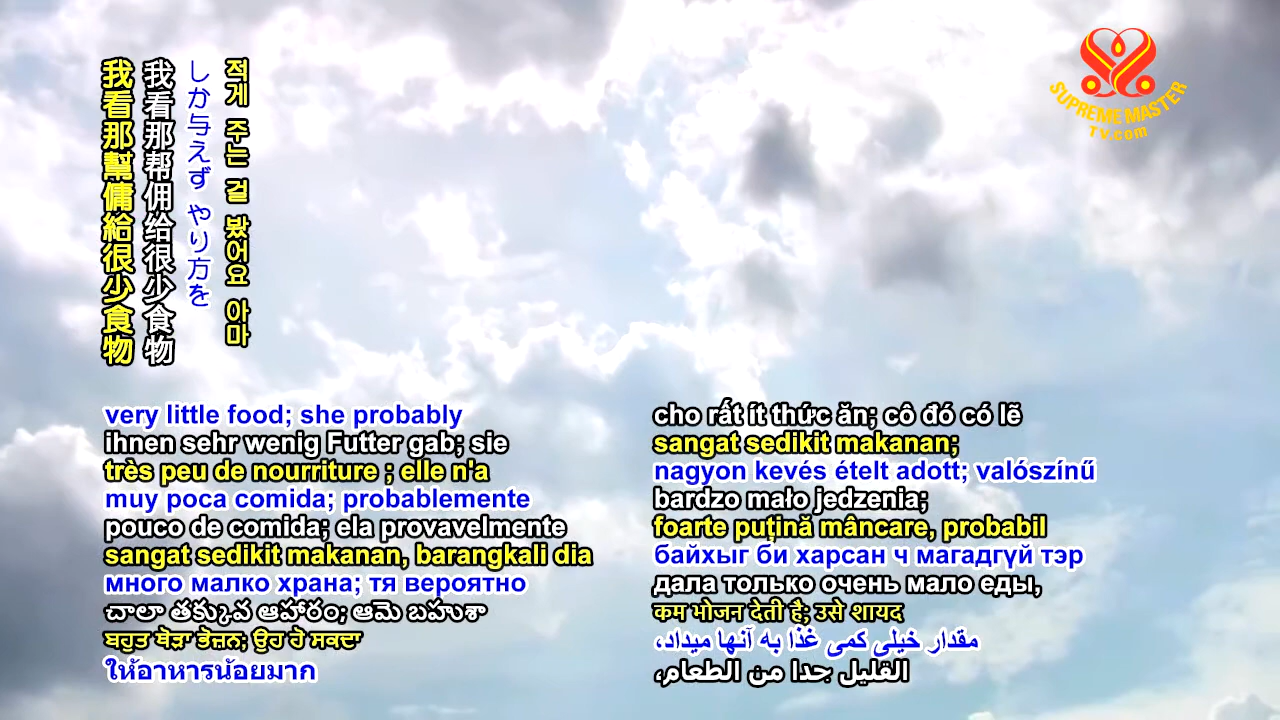 我看那幫傭給很少食物
我看那帮佣给很少食物
しか与えず やり方を
적게 주는 걸 봤어요 아마
SUPREME MASTER
TV.com
very little food; she probably
ihnen sehr wenig Futter gab; sie
très peu de nourriture ; elle n'a
muy poca comida; probablemente
pouco de comida; ela provavelmente
sangat sedikit makanan, barangkali dia
много малко храна; тя вероятно
చాలా తక్కువ ఆహారం; ఆమె బహుశా
ਬਹੁਤ ਥੋੜਾ ਭੋਜ਼ਨ; ਉਹ ਹੋ ਸਕਦਾ
ให้อาหารน้อยมาก
cho rất ít thức ăn; cô đó có lẽ
sangat sedikit makanan;
nagyon kevés ételt adott; valószínű
bardzo mało jedzenia;
foarte puțină mâncare, probabil
байхыг би харсан ч магадгүй тэр
дала только очень мало еды,
कम भोजन देती है; उसे शायद
مقدار خیلی کمی غذا به آنها میداد،
القليل جدا من الطعام،